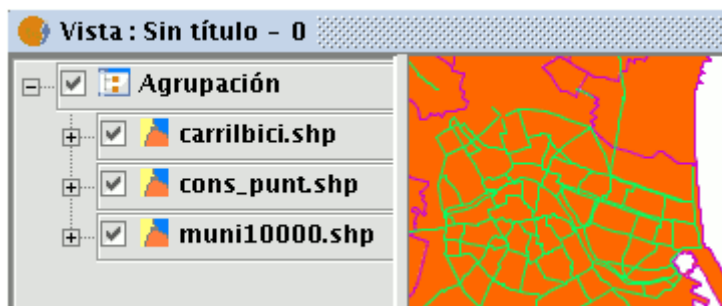 Vista : Sin título - 0
Agrupación
carrilbici.shp
cons_punt.shp
muni10000.shp